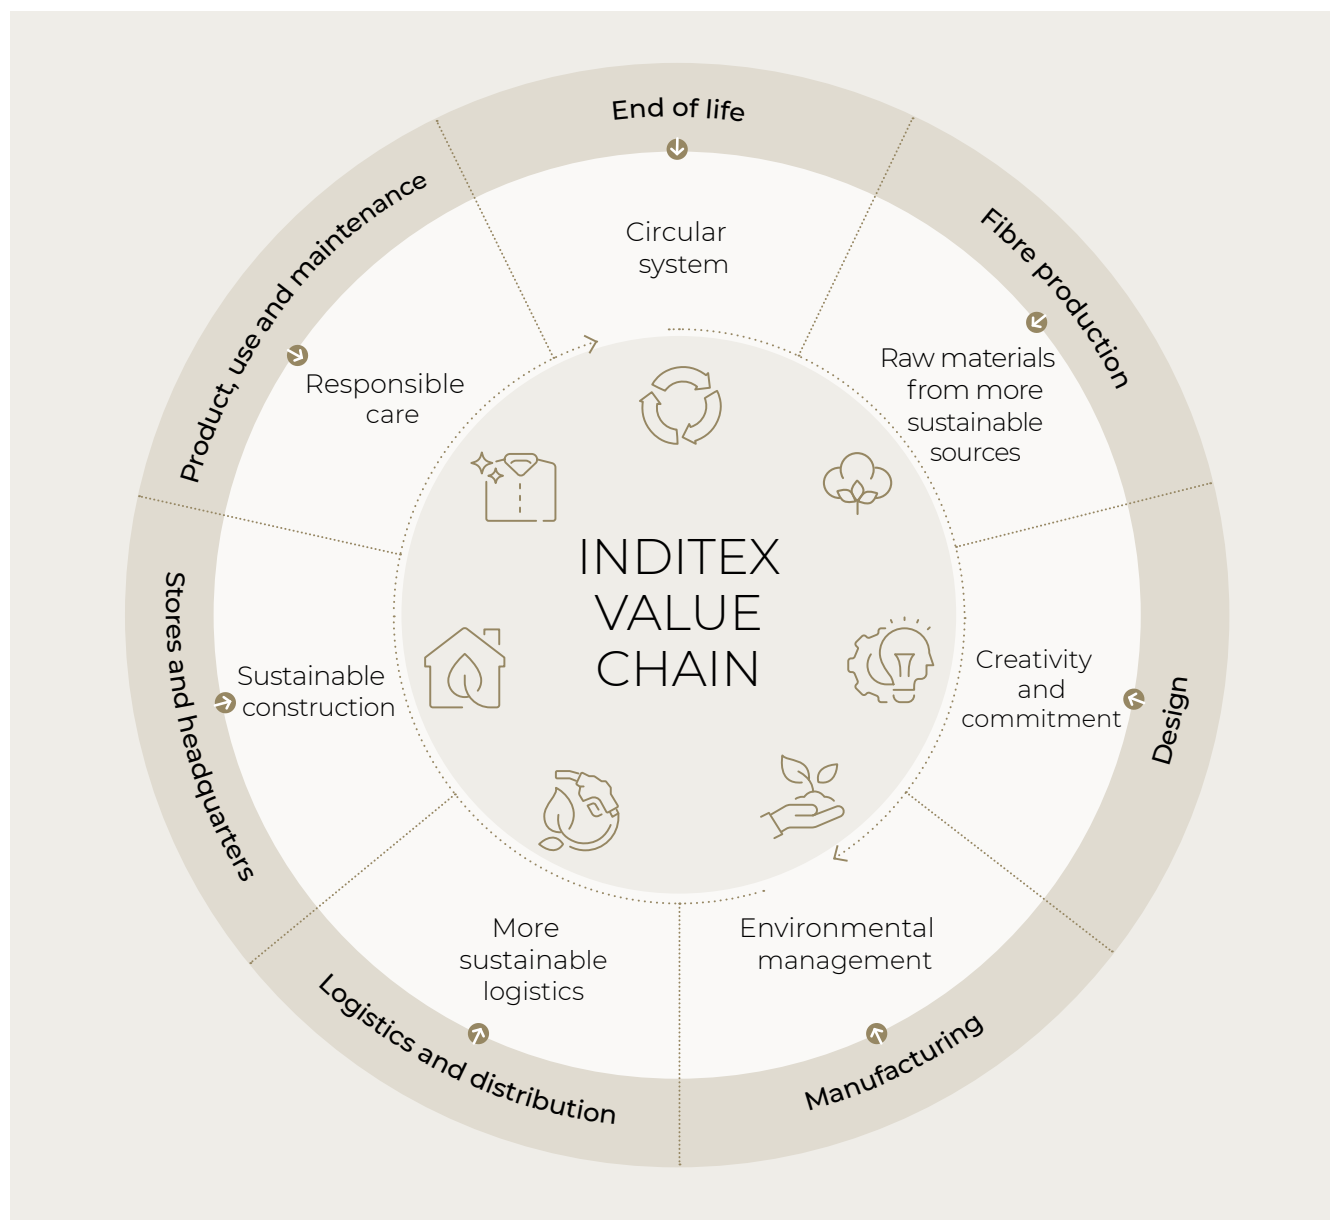 End of life
Circular
system
Fibre production
Raw materials
from more
sustainable
sources
Design
Creativity
and
commitment
Manufacturing
Environmental
management
Logistics and distribution
More
sustainable
logistics
Stores and headquarters
Sustainable
construction
Product, use and maintenance
Responsible
care
INDITEX
VALUE
CHAIN